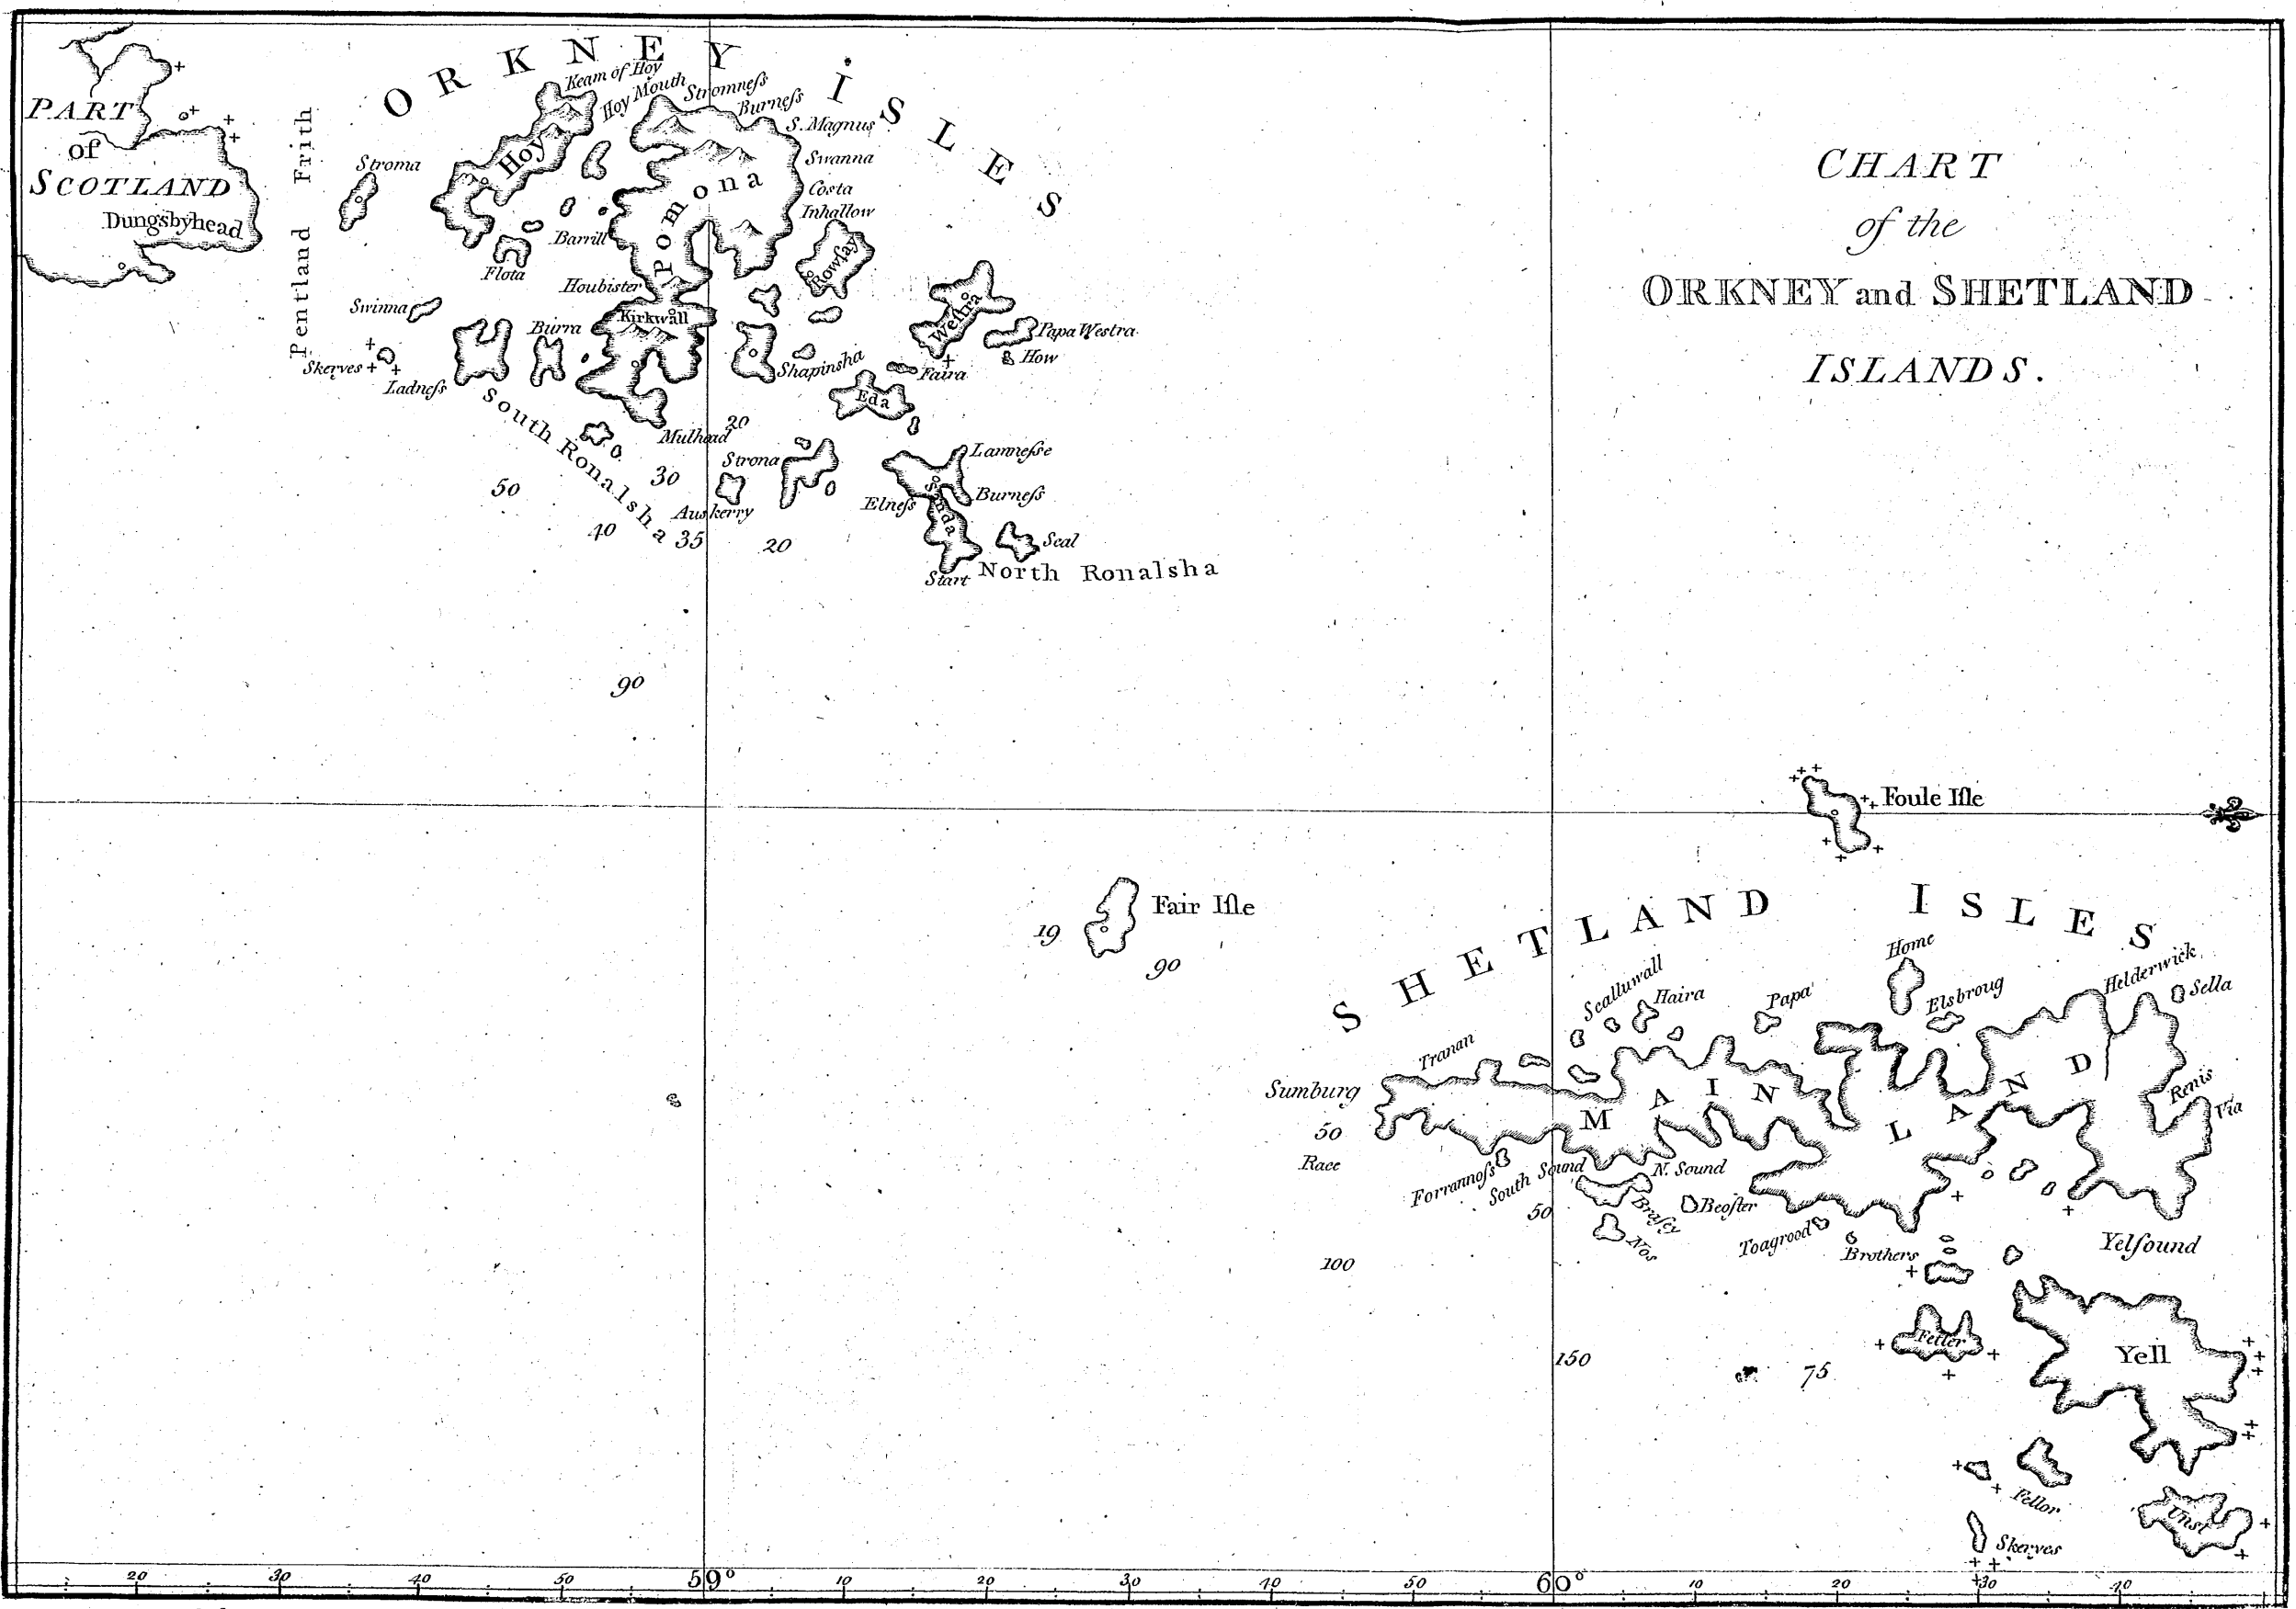 CHART
of the
ORKNEY and SHETLAND
ISLANDS.
ORKNEY ISLES
PART
of
SCOTLAND
Dungsbyhead
Pentland Frith
Stroma
Keam of Hoy
Hoy Mouth
Stromneſs
Burneſs
S. Magnus
Swanna
Costa
Inhallow
Hoy
Pomona
Barrill
Flota
Houbister
Rowſay
Swinna
Burra
Kirkwall
Westra
Papa Westra
How
Skerves
Ladneſs
Shapinsha
Faira
Eda
South Ronalsha
Mulhead
20
Strona
30
50
40
35
20
Auskerry
Lamneſse
Elneſs
Burneſs
Sanda
Seal
Start
North Ronalsha
90
Foule Iſle
Fair Iſle
19
90
SHETLAND ISLES
Scalluwall
Haira
Papa
Home
Elsbroug
Helderwick
Sella
Tranan
Sumburg
50
Race
MAIN LAND
Renis
Via
Forrannoſs
South Sound
N. Sound
50
Braſey
Nos
Beoſter
Toagrood
Brothers
Yelſound
100
150
75
Fetler
Yell
Fellor
Unst
Skerves
20 30 40 50 59° 10 20 30 40 50 60° 10 20 30 40